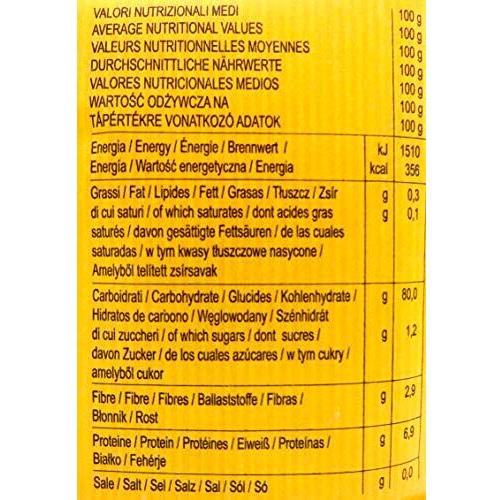 VALORI NUTRIZIONALI MEDI 100 g
AVERAGE NUTRITIONAL VALUES 100 g
VALEURS NUTRITIONNELLES MOYENNES 100 g
DURCHSCHNITTLICHE NÄHRWERTE 100 g
VALORES NUTRICIONALES MEDIOS 100 g
WARTOŚĆ ODŻYWCZA NA 100 g
TÁPÉRTÉKRE VONATKOZÓ ADATOK 100 g
Energia / Energy / Énergie / Brennwert / kJ 1510
Energía / Wartość energetyczna / Energia kcal 356
Grassi / Fat / Lipides / Fett / Grasas / Tłuszcz / Zsír g 0,3
di cui saturi / of which saturates / dont acides gras g 0,1
saturés / davon gesättigte Fettsäuren / de las cuales
saturadas / w tym kwasy tłuszczowe nasycone /
Amelyből telített zsírsavak
Carboidrati / Carbohydrate / Glucides / Kohlenhydrate / g 80,0
Hidratos de carbono / Węglowodany / Szénhidrát
di cui zuccheri / of which sugars / dont sucres / g 1,2
davon Zucker / de los cuales azúcares / w tym cukry /
amelyből cukor
Fibre / Fibre / Fibres / Ballaststoffe / Fibras / g 2,9
Błonnik / Rost
Proteine / Protein / Protéines / Eiweiß / Proteínas / g 6,9
Białko / Fehérje
Sale / Salt / Sel / Salz / Sal / Sól / Só g 0,0